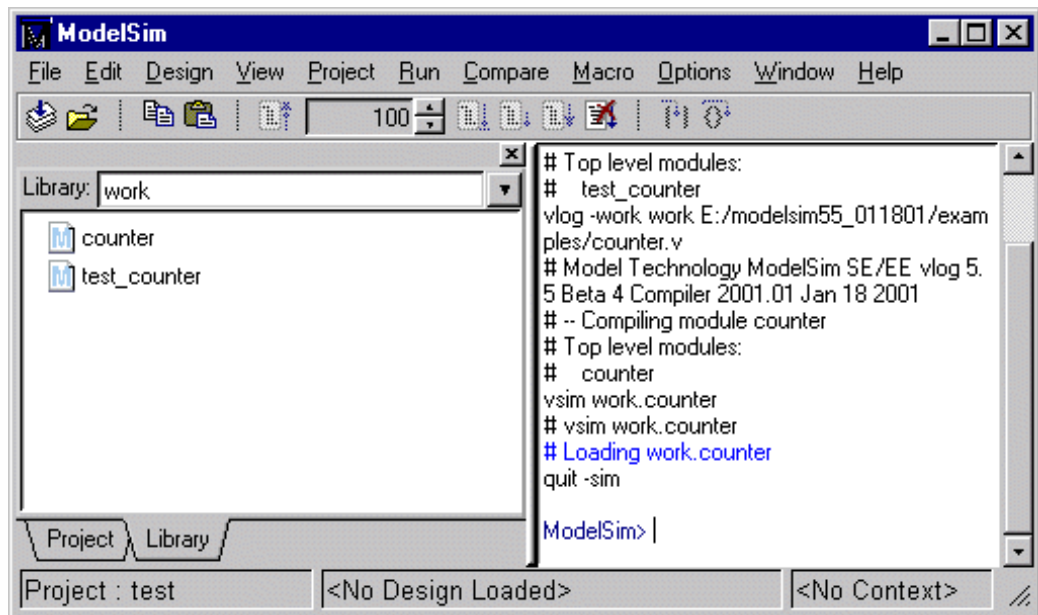 ModelSim
File Edit Design View Project Run Compare Macro Options Window Help
100
Library: work
counter
test_counter
Project Library
# Top level modules:
# test_counter
vlog -work work E:/modelsim55_011801/exam
ples/counter.v
# Model Technology ModelSim SE/EE vlog 5.
5 Beta 4 Compiler 2001.01 Jan 18 2001
# -- Compiling module counter
# Top level modules:
# counter
vsim work.counter
# vsim work.counter
# Loading work.counter
quit -sim
ModelSim>
Project : test <No Design Loaded> <No Context>